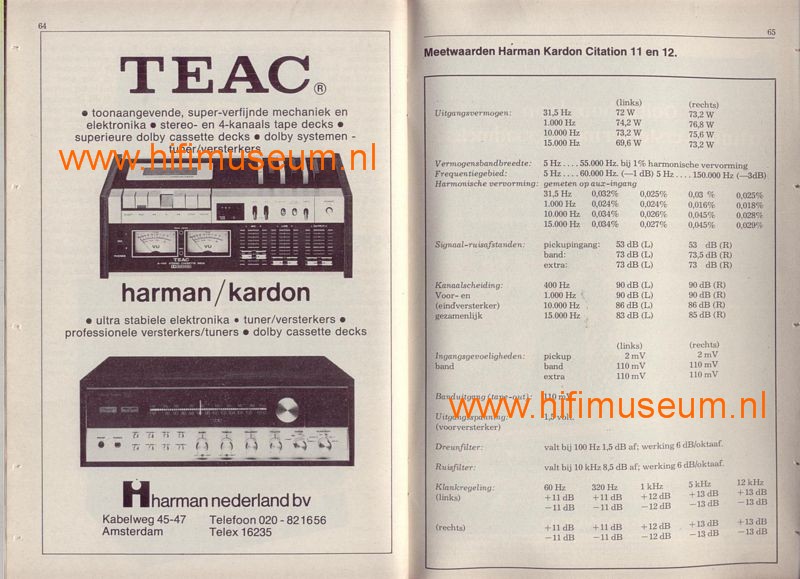 64
TEAC®
• toonaangevende, super-verfijnde mechaniek en
elektronika • stereo- en 4-kanaals tape decks •
superieure dolby cassette decks • dolby systemen -
tuner/versterkers
www.hifimuseum.nl
VU VU
TEAC
harman/kardon
• ultra stabiele elektronika • tuner/versterkers •
professionele versterkers/tuners • dolby cassette decks
harman nederland bv
Kabelweg 45-47 Telefoon 020 - 821656
Amsterdam Telex 16235
65
Meetwaarden Harman Kardon Citation 11 en 12.
(links) (rechts)
Uitgangsvermogen: 31,5 Hz 72 W 73,2 W
1.000 Hz 74,2 W 76,8 W
10.000 Hz 73,2 W 75,6 W
15.000 Hz 69,6 W 73,2 W
Vermogensbandbreedte: 5 Hz....55.000 Hz. bij 1% harmonische vervorming
Frequentiegebied: 5 Hz....60.000 Hz. (—1 dB) 5 Hz....150.000 Hz (—3dB)
Harmonische vervorming: gemeten op aux-ingang
31,5 Hz 0,032% 0,025% 0,03 % 0,025%
1.000 Hz 0,024% 0,024% 0,016% 0,018%
10.000 Hz 0,034% 0,026% 0,045% 0,028%
15.000 Hz 0,034% 0,027% 0,045% 0,029%
Signaal-ruisafstanden: pickupingang: 53 dB (L) 53 dB (R)
band: 73 dB (L) 73,5 dB (R)
extra: 73 dB (L) 73 dB (R)
Kanaalscheiding: 400 Hz 90 dB (L) 90 dB (R)
Voor- en 1.000 Hz 90 dB (L) 90 dB (R)
(eindversterker) 10.000 Hz 86 dB (L) 86 dB (R)
gezamenlijk 15.000 Hz 83 dB (L) 85 dB (R)
(links) (rechts)
Ingangsgevoeligheden: pickup 2 mV 2 mV
band band 110 mV 110 mV
extra 110 mV 110 mV
Banduitgang (tape-out): 110 mV
www.hifimuseum.nl
Uitgangsspanning: 1,5 volt.
(voorversterker)
Dreunfilter: valt bij 100 Hz 1,5 dB af; werking 6 dB/oktaaf.
Ruisfilter: valt bij 10 kHz 8,5 dB af; werking 6 dB/oktaaf.
Klankregeling: 60 Hz 320 Hz 1 kHz 5 kHz 12 kHz
(links) +11 dB +11 dB +12 dB +13 dB +13 dB
—11 dB —11 dB —12 dB —13 dB —13 dB
(rechts) +11 dB +11 dB +12 dB +13 dB +13 dB
—11 dB —11 dB —12 dB —13 dB —13 dB